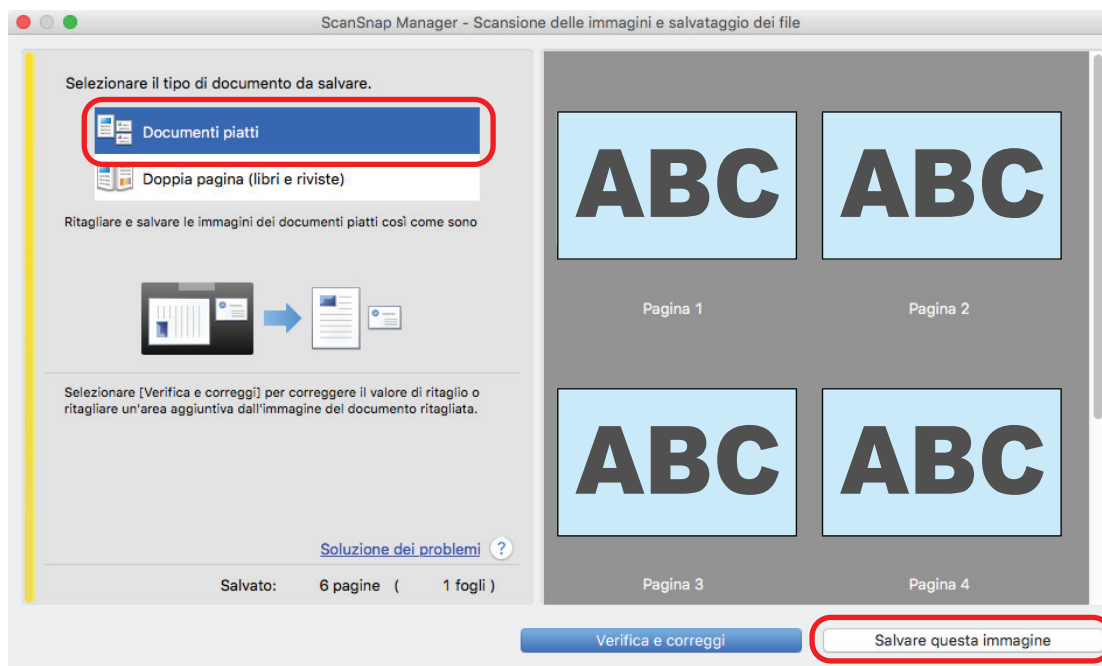 ScanSnap Manager - Scansione delle immagini e salvataggio dei file
Selezionare il tipo di documento da salvare.
Documenti piatti
Doppia pagina (libri e riviste)
Ritagliare e salvare le immagini dei documenti piatti così come sono
Selezionare [Verifica e correggi] per correggere il valore di ritaglio o
ritagliare un'area aggiuntiva dall'immagine del documento ritagliata.
Soluzione dei problemi ?
Salvato: 6 pagine ( 1 fogli )
ABC ABC
Pagina 1 Pagina 2
ABC ABC
Pagina 3 Pagina 4
Verifica e correggi Salvare questa immagine